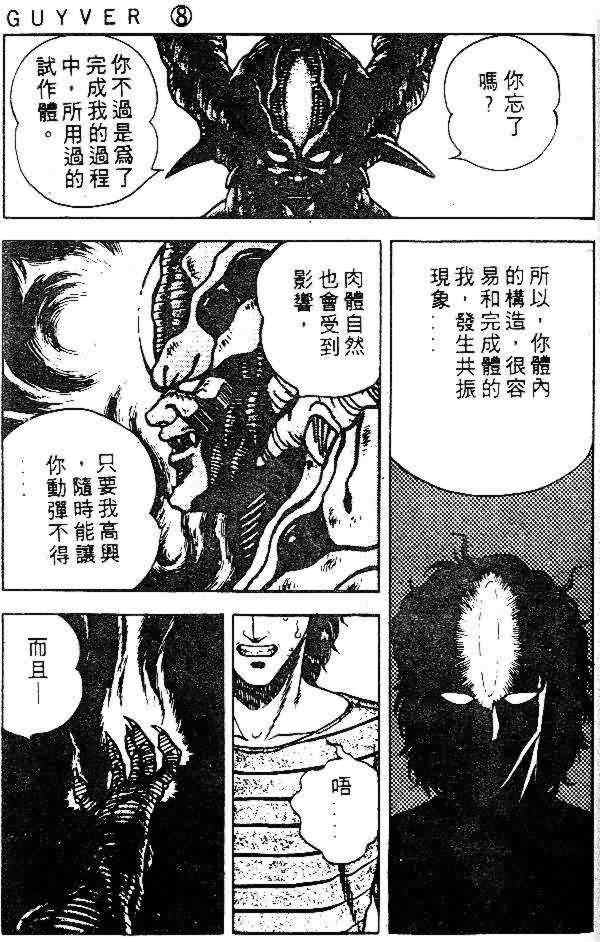 GUYVER ⑧
你忘了
嗎？
你不過是爲了
完成我的過程
中，所用過的
試作體。
所以，你體內
的構造，很容
易和完成體的
我，發生共振
現象……
肉體自然
也會受到
影響，
只要我高興
，隨時能讓
你動彈不得
……
唔……
而且—